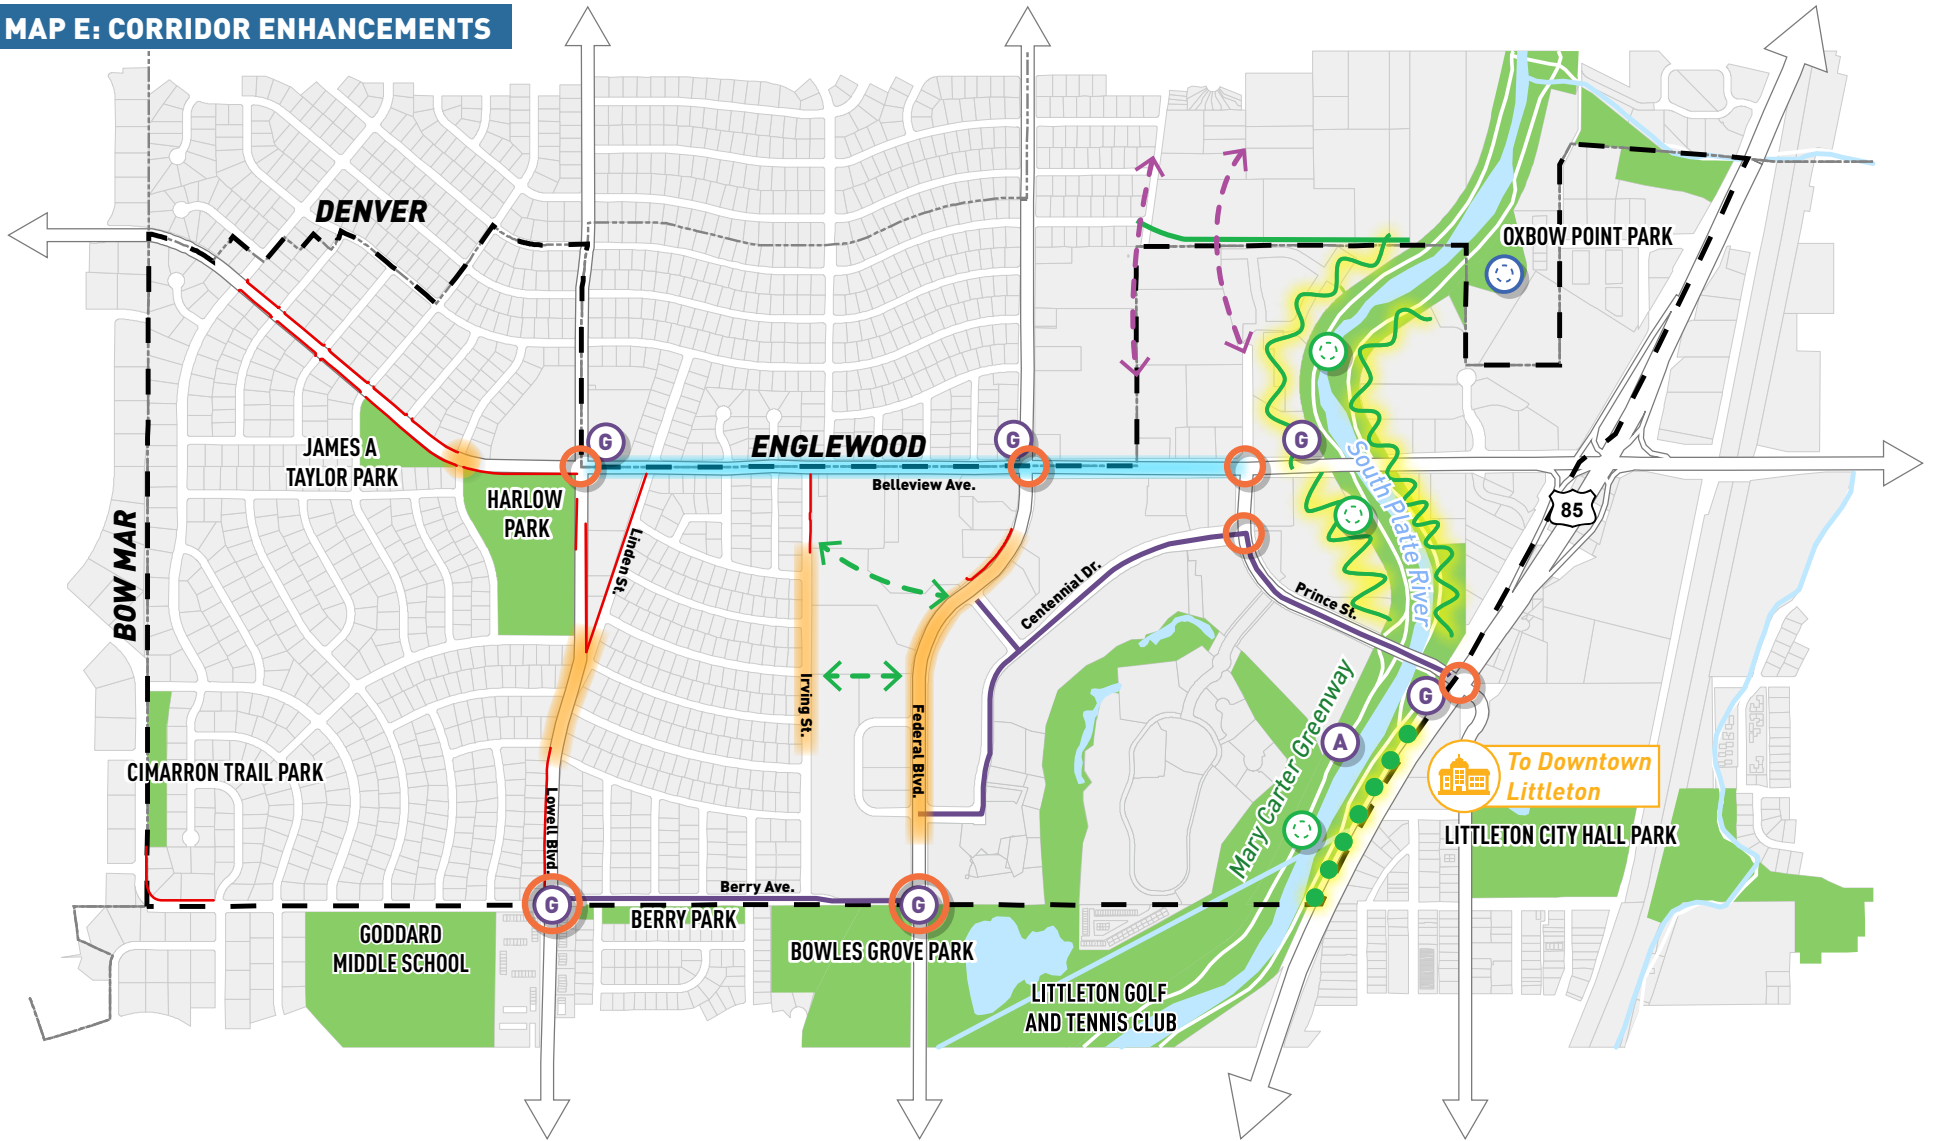 MAP E: CORRIDOR ENHANCEMENTS
DENVER
OXBOW POINT PARK
JAMES A
TAYLOR PARK
G
ENGLEWOOD
G
G
Belleview Ave.
HARLOW
PARK
South Platte River
85
BOW MAR
Linden St.
Centennial Dr.
Prince St.
Irving St.
Federal Blvd.
Mary Carter Greenway
G
A
CIMARRON TRAIL PARK
To Downtown
Littleton
Lowell Blvd.
LITTLETON CITY HALL PARK
Berry Ave.
G
G
BERRY PARK
GODDARD
MIDDLE SCHOOL
BOWLES GROVE PARK
LITTLETON GOLF
AND TENNIS CLUB